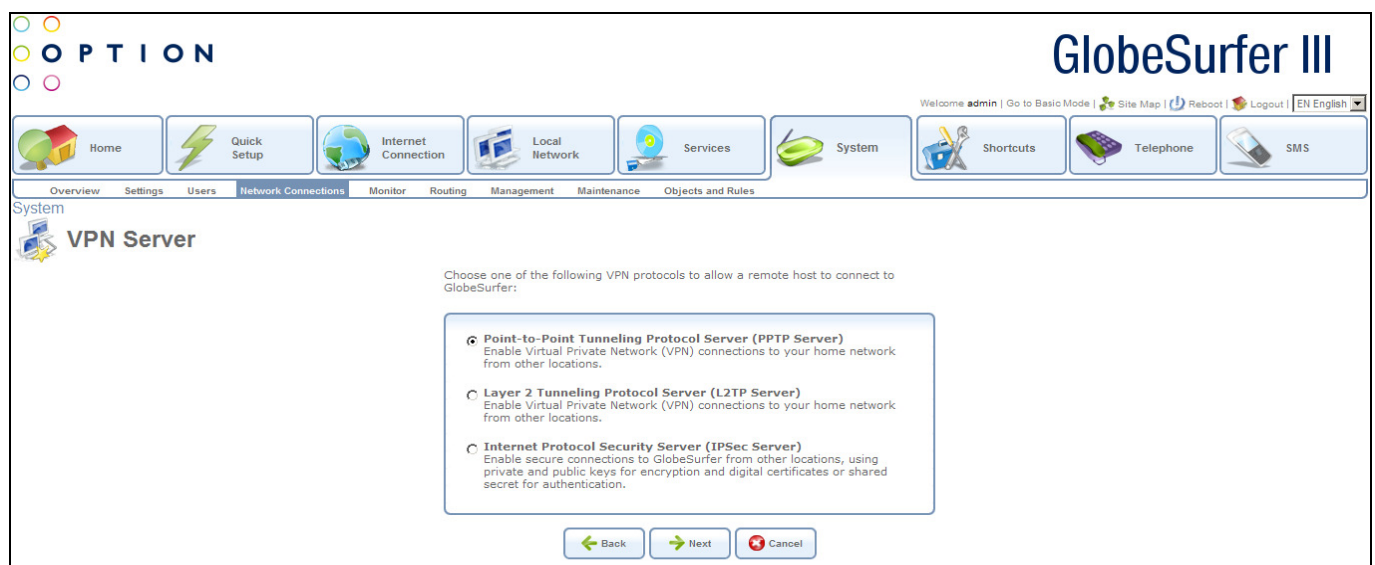 OPTION
GlobeSurfer III
Welcome admin | Go to Basic Mode | Site Map | Reboot | Logout | EN English
Home
Quick
Setup
Internet
Connection
Local
Network
Services
System
Shortcuts
Telephone
SMS
Overview Settings Users Network Connections Monitor Routing Management Maintenance Objects and Rules
System
VPN Server
Choose one of the following VPN protocols to allow a remote host to connect to
GlobeSurfer:
Point-to-Point Tunneling Protocol Server (PPTP Server)
Enable Virtual Private Network (VPN) connections to your home network
from other locations.
Layer 2 Tunneling Protocol Server (L2TP Server)
Enable Virtual Private Network (VPN) connections to your home network
from other locations.
Internet Protocol Security Server (IPSec Server)
Enable secure connections to GlobeSurfer from other locations, using
private and public keys for encryption and digital certificates or shared
secret for authentication.
Back Next Cancel